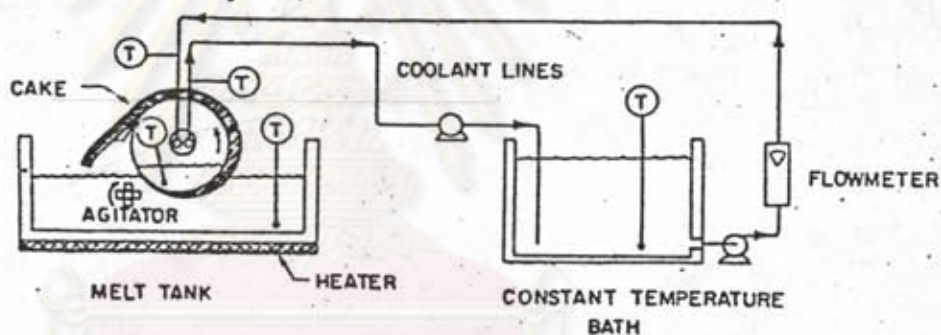 T
COOLANT LINES
T
CAKE
T
T
T
FLOWMETER
AGITATOR
HEATER
MELT TANK
CONSTANT TEMPERATURE
BATH